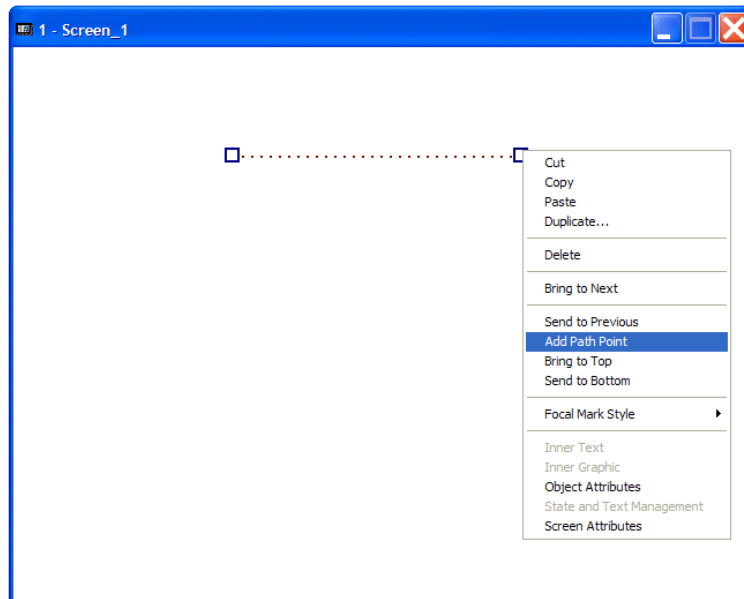 1 - Screen_1
Cut
Copy
Paste
Duplicate...
Delete
Bring to Next
Send to Previous
Add Path Point
Bring to Top
Send to Bottom
Focal Mark Style
Inner Text
Inner Graphic
Object Attributes
State and Text Management
Screen Attributes